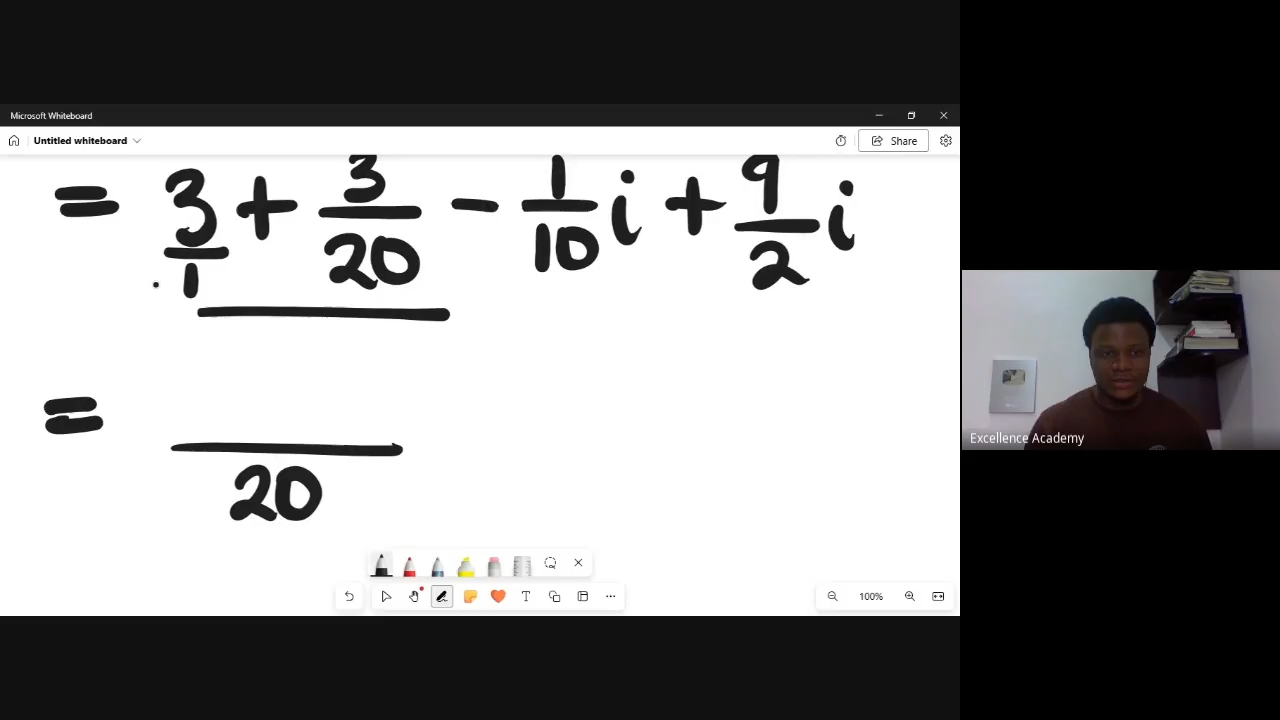 Microsoft Whiteboard
Untitled whiteboard
Share
= 3/1 + 3/20 - 1/10 i + 9/2 i
= /20
Excellence Academy
T
100%